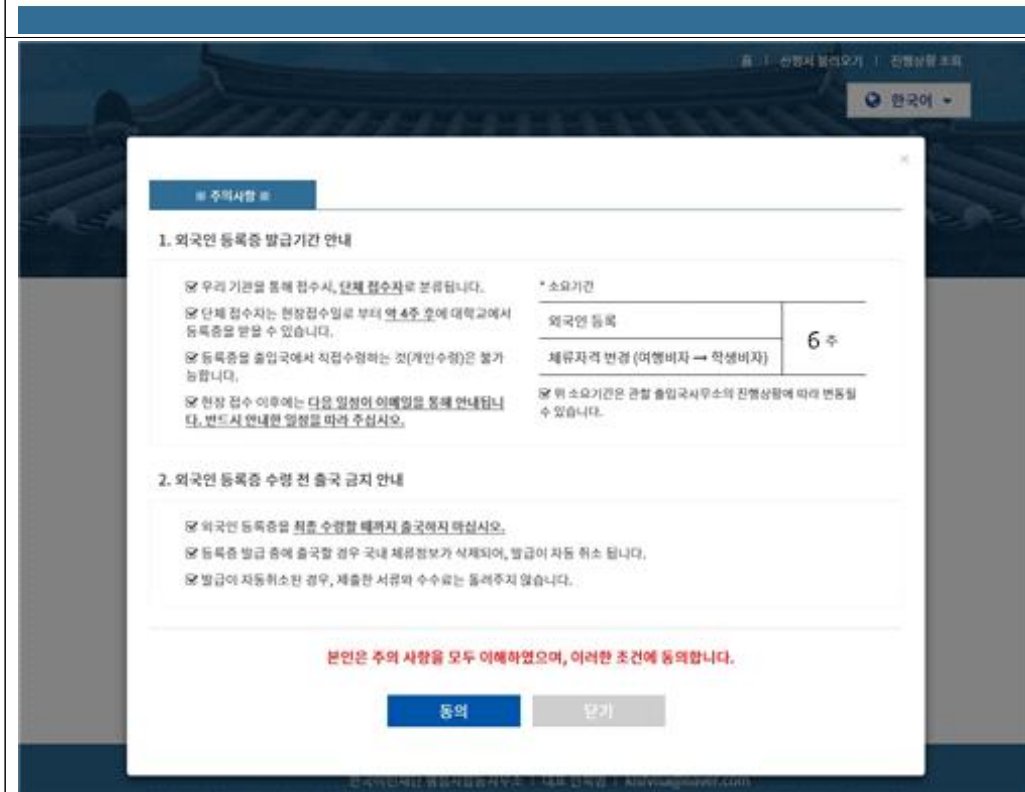 홈 | 신청서 불러오기 | 진행상황 조회
한국어
※ 주의사항 ※
1. 외국인 등록증 발급기간 안내
우리 기관을 통해 접수시, 단체 접수자로 분류됩니다.
단체 접수자는 현장접수일로 부터 약 4주 후에 대학교에서
등록증을 받을 수 있습니다.
등록증을 출입국에서 직접수령하는 것(개인수령)은 불가
능합니다.
현장 접수 이후에는 다음 일정이 이메일을 통해 안내됩니
다. 반드시 안내한 일정을 따라 주십시오.
* 소요기간
외국인 등록
체류자격 변경 (여행비자 → 학생비자)
6 주
위 소요기간은 관할 출입국사무소의 진행상황에 따라 변동될
수 있습니다.
2. 외국인 등록증 수령 전 출국 금지 안내
외국인 등록증을 최종 수령할 때까지 출국하지 마십시오.
등록증 발급 중에 출국할 경우 국내 체류정보가 삭제되어, 발급이 자동 취소 됩니다.
발급이 자동취소된 경우, 제출한 서류와 수수료는 돌려주지 않습니다.
본인은 주의 사항을 모두 이해하였으며, 이러한 조건에 동의합니다.
동의
닫기